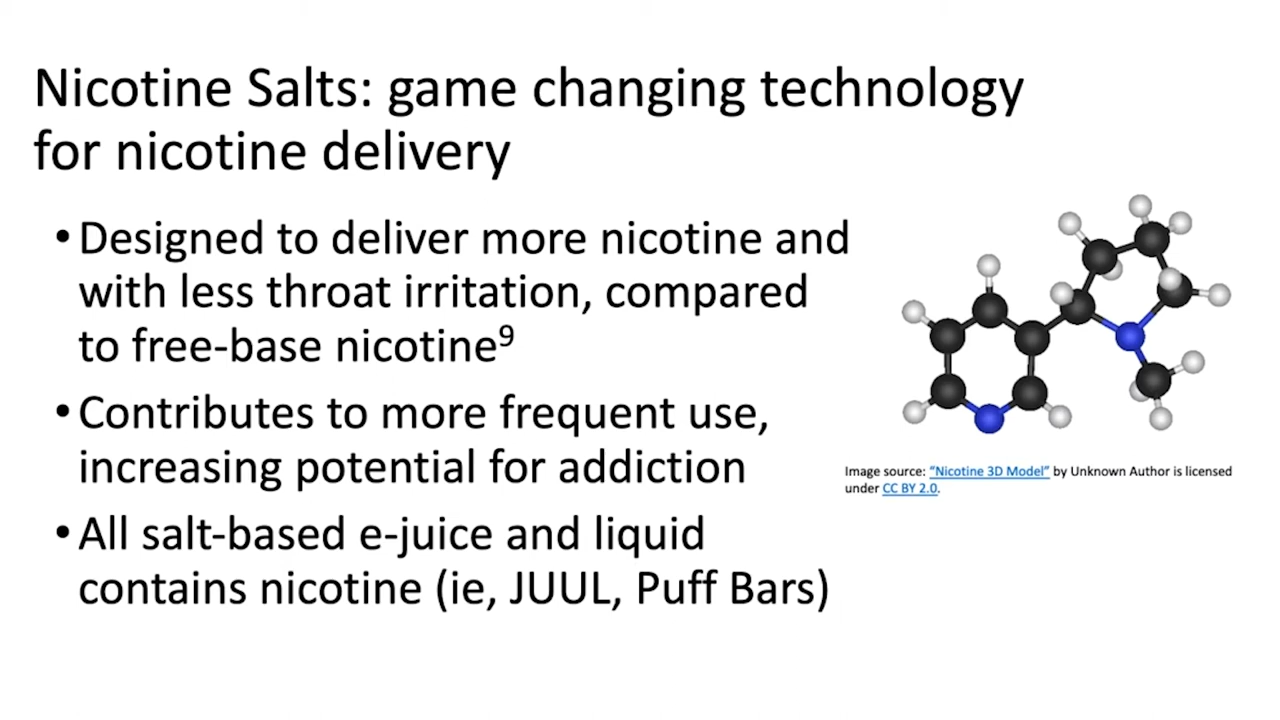 Nicotine Salts: game changing technology
for nicotine delivery
•Designed to deliver more nicotine and
with less throat irritation, compared
to free-base nicotine⁹
•Contributes to more frequent use,
increasing potential for addiction
•All salt-based e-juice and liquid
contains nicotine (ie, JUUL, Puff Bars)
Image source: “Nicotine 3D Model” by Unknown Author is licensed
under CC BY 2.0.